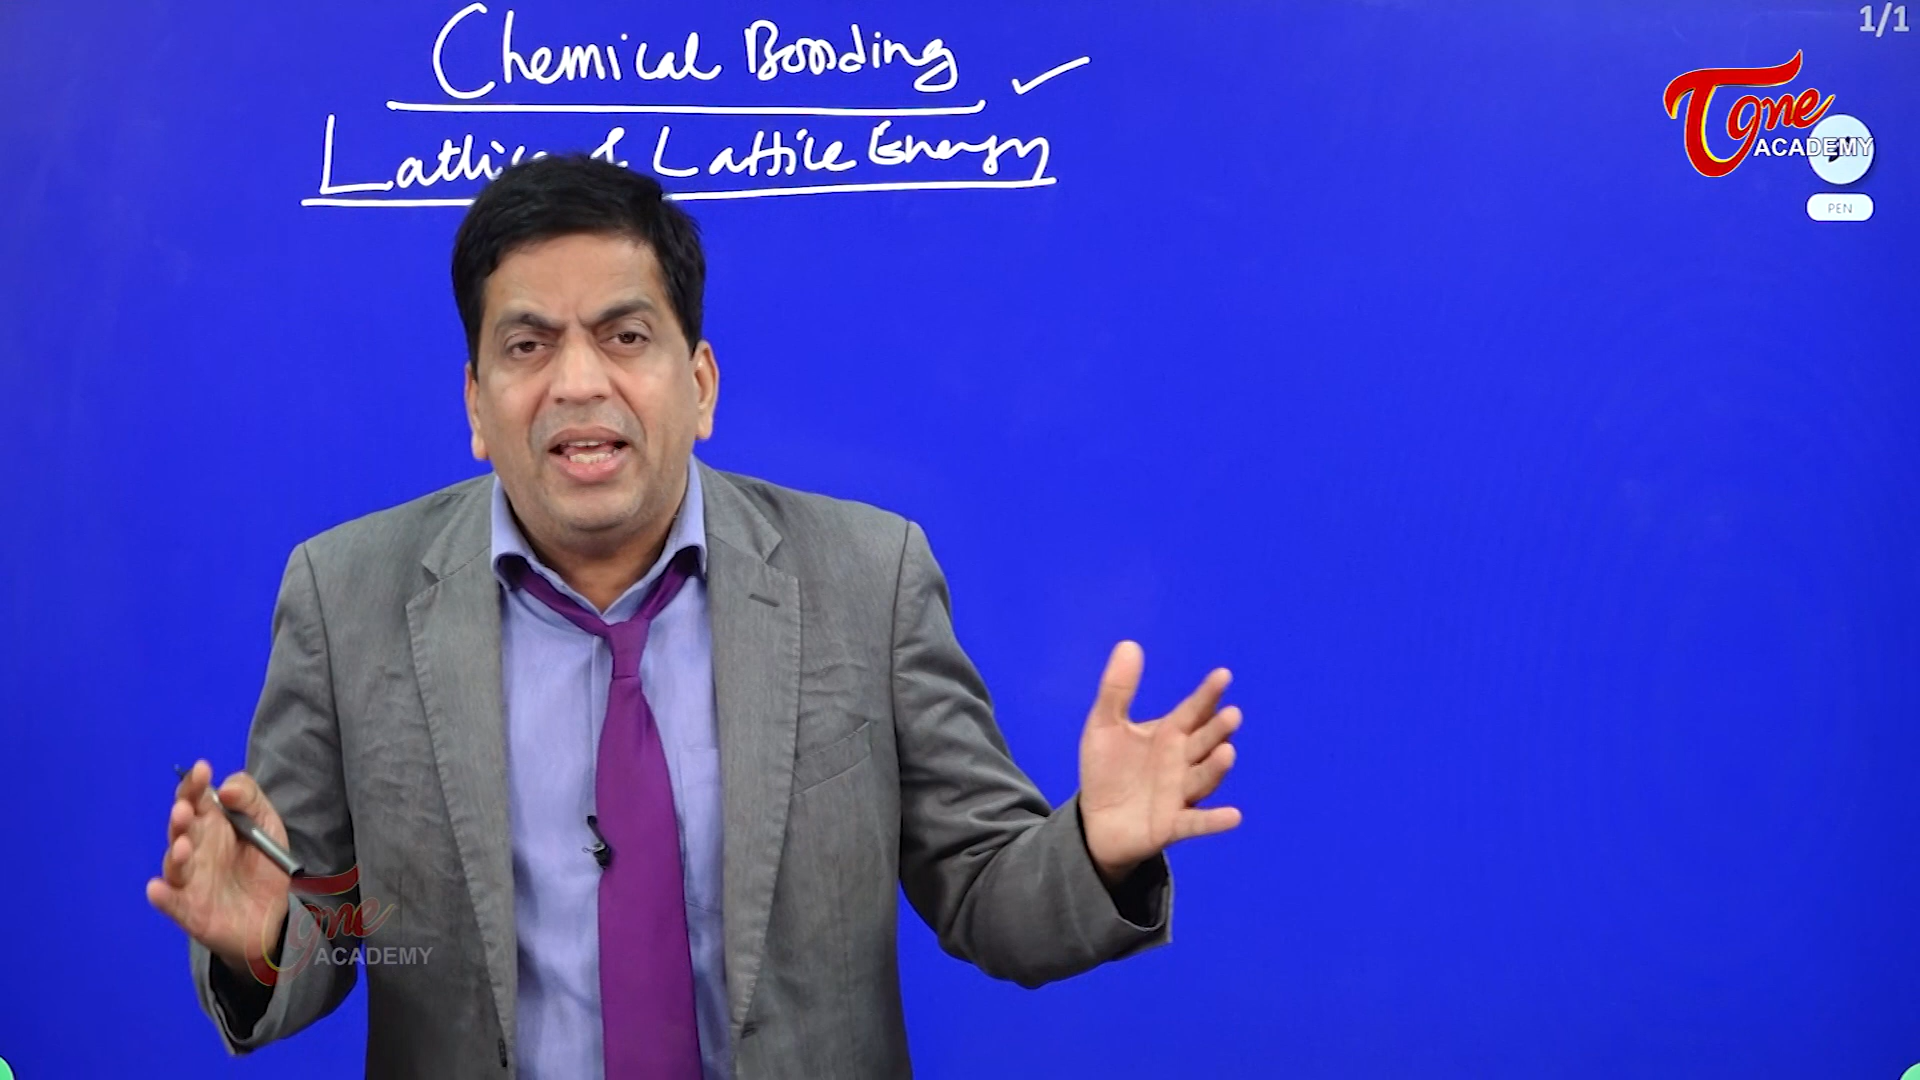 Chemical Bonding
1/1
Lattice & Lattice Energy
Tone
ACADEMY
PEN
Tone
ACADEMY